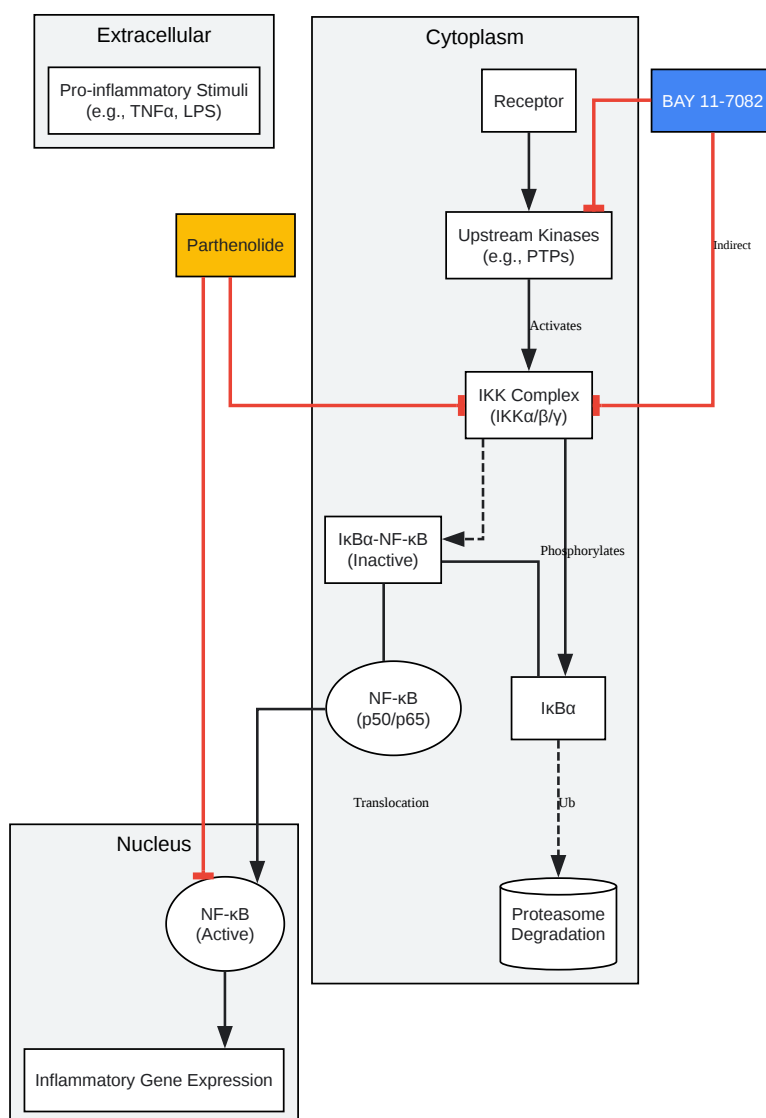 Extracellular
Pro-inflammatory Stimuli
(e.g., TNFα, LPS)
Cytoplasm
Receptor
BAY 11-7082
Parthenolide
Upstream Kinases
(e.g., PTPs)
Indirect
Activates
IKK Complex
(IKKα/β/γ)
IκBα-NF-κB
(Inactive)
Phosphorylates
NF-κB
(p50/p65)
IκBα
Translocation
Ub
Nucleus
NF-κB
(Active)
Proteasome
Degradation
Inflammatory Gene Expression